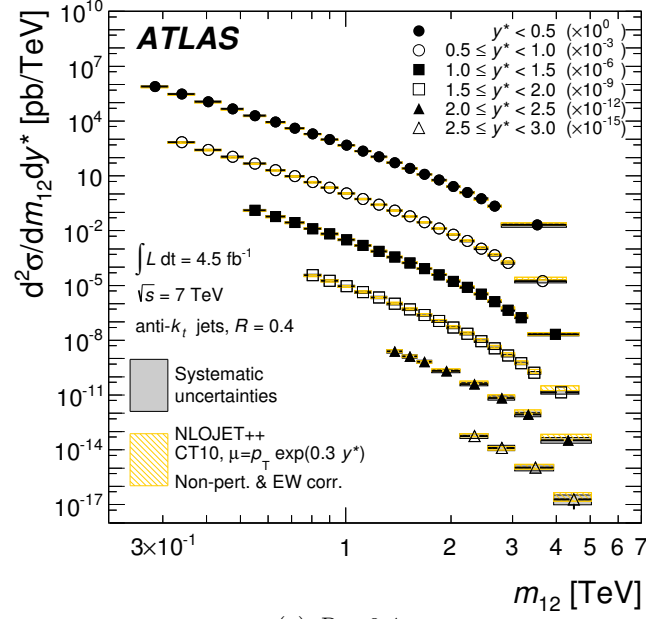 ATLAS
y* < 0.5 (×10⁰)
0.5 ≤ y* < 1.0 (×10⁻³)
1.0 ≤ y* < 1.5 (×10⁻⁶)
1.5 ≤ y* < 2.0 (×10⁻⁹)
2.0 ≤ y* < 2.5 (×10⁻¹²)
2.5 ≤ y* < 3.0 (×10⁻¹⁵)
d²σ/dm₁₂dy* [pb/TeV]
10¹⁰
10⁷
10⁴
10
10⁻²
10⁻⁵
10⁻⁸
10⁻¹¹
10⁻¹⁴
10⁻¹⁷
∫ L dt = 4.5 fb⁻¹
√s = 7 TeV
anti-kₜ jets, R = 0.4
Systematic
uncertainties
NLOJET++
CT10, μ=p_T exp(0.3 y*)
Non-pert. & EW corr.
3×10⁻¹ 1 2 3 4 5 6 7
m₁₂ [TeV]